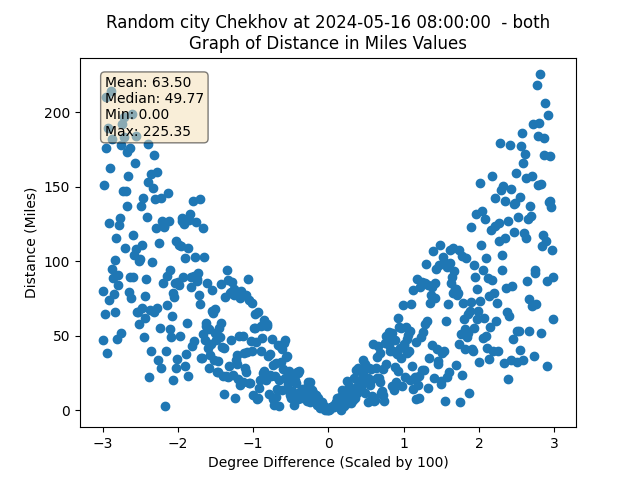 Random city Chekhov at 2024-05-16 08:00:00  - both
Graph of Distance in Miles Values
Mean: 63.50
Median: 49.77
Min: 0.00
Max: 225.35
Distance (Miles)
200
150
100
50
0
−3
−2
−1
0
1
2
3
Degree Difference (Scaled by 100)